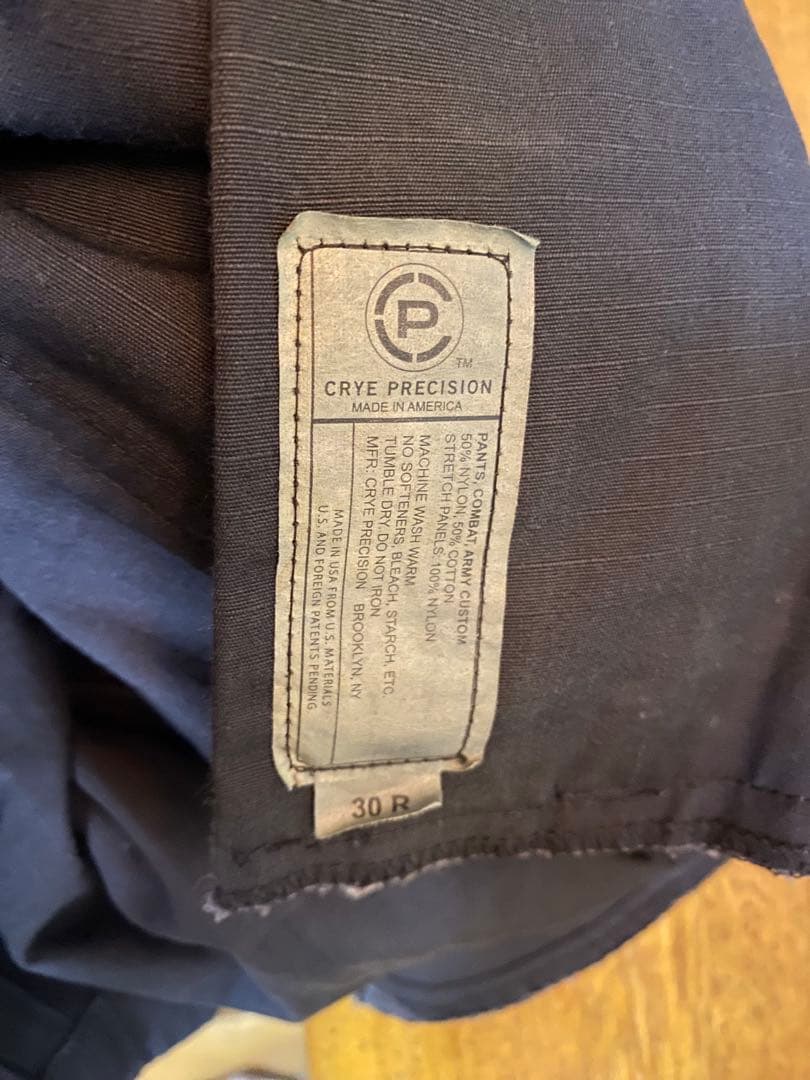 P
TM
CRYE PRECISION
MADE IN AMERICA
PANTS, COMBAT, ARMY CUSTOM
50% NYLON, 50% COTTON
STRETCH PANELS: 100% NYLON
MACHINE WASH WARM
NO SOFTENERS, BLEACH, STARCH, ETC.
TUMBLE DRY, DO NOT IRON
MFR: CRYE PRECISION BROOKLYN, NY
MADE IN USA FROM U.S. MATERIALS
U.S. AND FOREIGN PATENTS PENDING
30 R